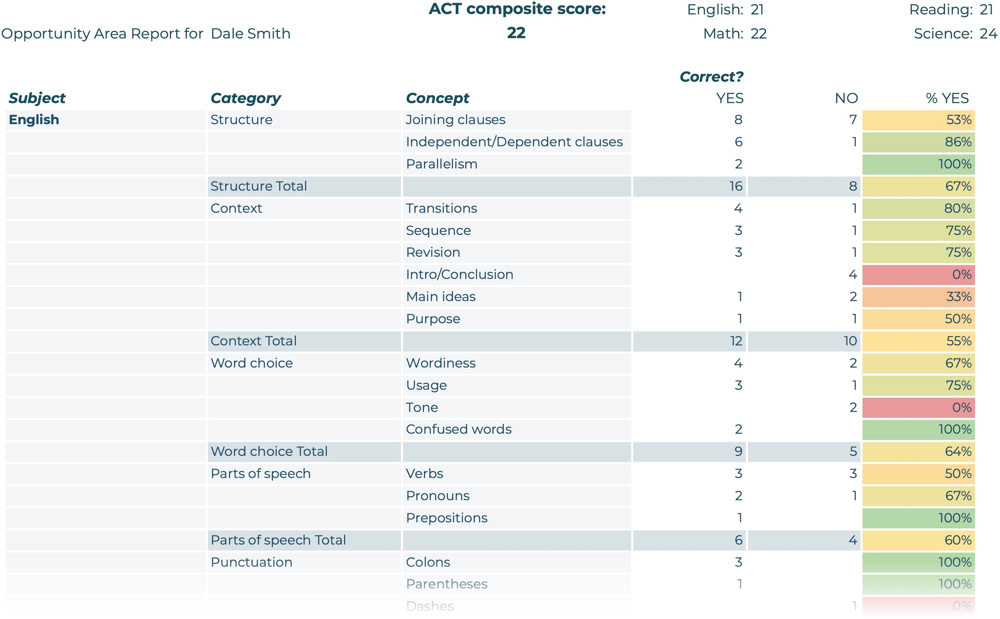 ACT composite score: English: 21 Reading: 21
Opportunity Area Report for Dale Smith 22 Math: 22 Science: 24
Correct?
Subject Category Concept YES NO % YES
English Structure Joining clauses 8 7 53%
Independent/Dependent clauses 6 1 86%
Parallelism 2 100%
Structure Total 16 8 67%
Context Transitions 4 1 80%
Sequence 3 1 75%
Revision 3 1 75%
Intro/Conclusion 4 0%
Main ideas 1 2 33%
Purpose 1 1 50%
Context Total 12 10 55%
Word choice Wordiness 4 2 67%
Usage 3 1 75%
Tone 2 0%
Confused words 2 100%
Word choice Total 9 5 64%
Parts of speech Verbs 3 3 50%
Pronouns 2 1 67%
Prepositions 1 100%
Parts of speech Total 6 4 60%
Punctuation Colons 3 100%
Parentheses 1 100%
Dashes 1 0%